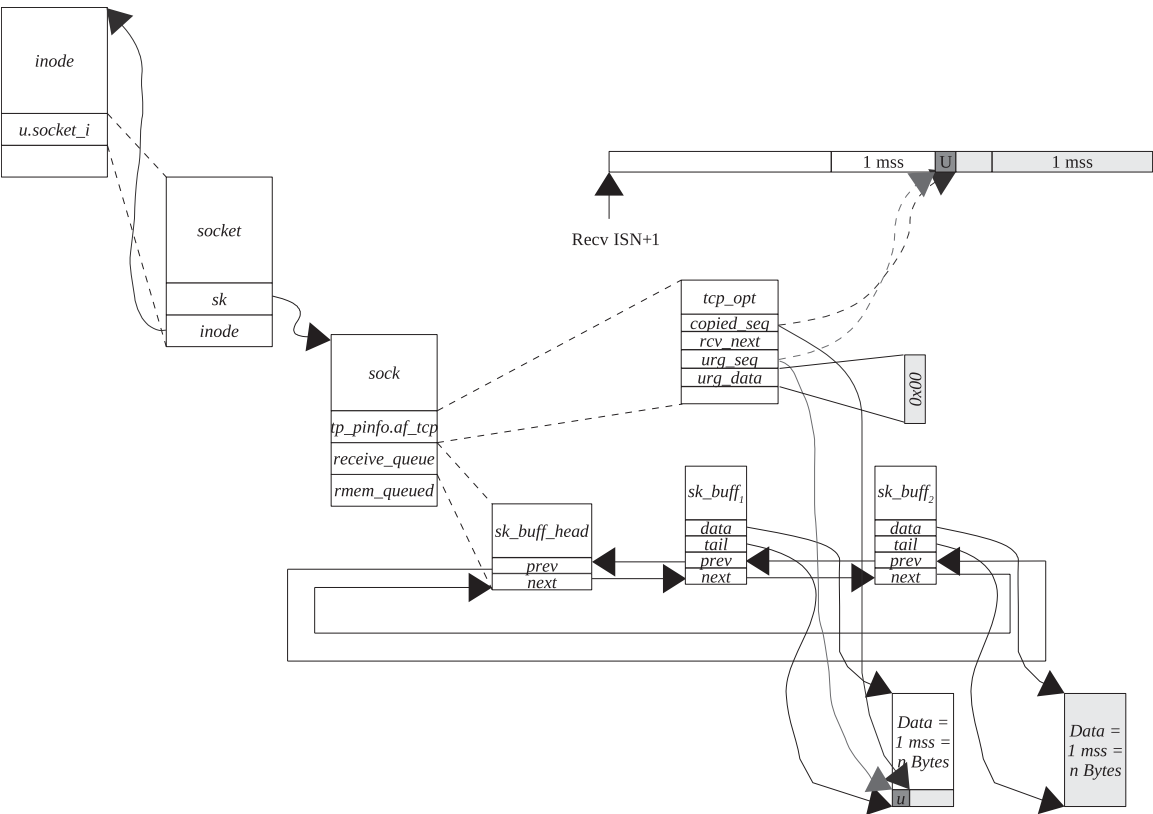 inode
u.socket_i
socket
sk
inode
1 mss
U
1 mss
Recv ISN+1
tcp_opt
copied_seq
rcv_next
urg_seq
urg_data
0x00
sock
tp_pinfo.af_tcp
receive_queue
rmem_queued
sk_buff_head
prev
next
sk_buff1
data
tail
prev
next
sk_buff2
data
tail
prev
next
Data =
1 mss =
n Bytes
u
Data =
1 mss =
n Bytes